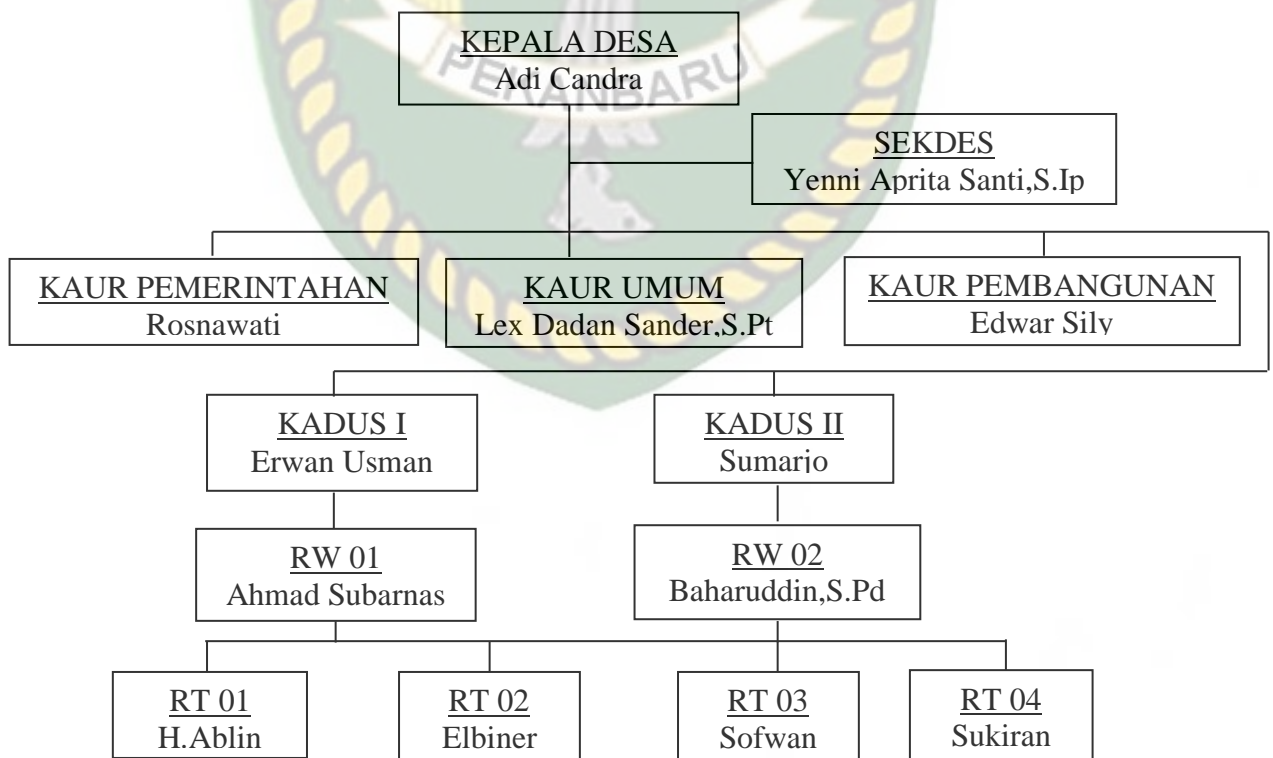 KEPALA DESA
Adi Candra
PEKANBARU
SEKDES
Yenni Aprita Santi,S.Ip
KAUR PEMERINTAHAN
Rosnawati
KAUR UMUM
Lex Dadan Sander,S.Pt
KAUR PEMBANGUNAN
Edwar Sily
KADUS I
Erwan Usman
KADUS II
Sumarjo
RW 01
Ahmad Subarnas
RW 02
Baharuddin,S.Pd
RT 01
H.Ablin
RT 02
Elbiner
RT 03
Sofwan
RT 04
Sukiran